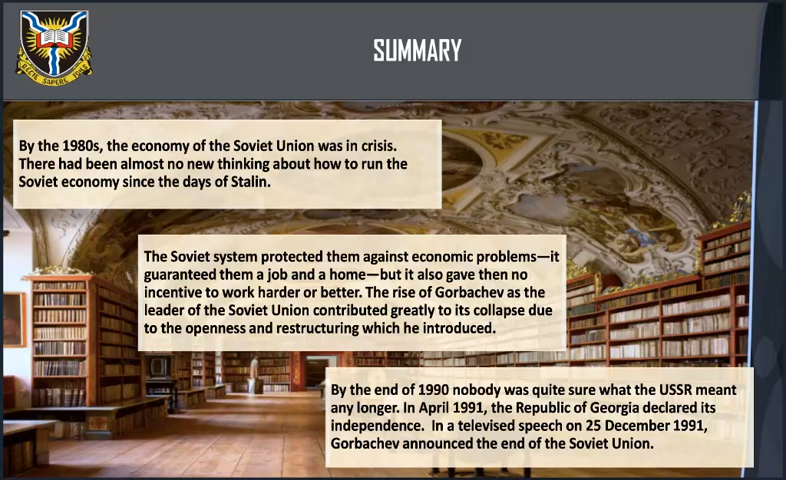 SUMMARY
RECTE SAPERE FONS
By the 1980s, the economy of the Soviet Union was in crisis.
There had been almost no new thinking about how to run the
Soviet economy since the days of Stalin.
The Soviet system protected them against economic problems—it
guaranteed them a job and a home—but it also gave then no
incentive to work harder or better. The rise of Gorbachev as the
leader of the Soviet Union contributed greatly to its collapse due
to the openness and restructuring which he introduced.
By the end of 1990 nobody was quite sure what the USSR meant
any longer. In April 1991, the Republic of Georgia declared its
independence.  In a televised speech on 25 December 1991,
Gorbachev announced the end of the Soviet Union.